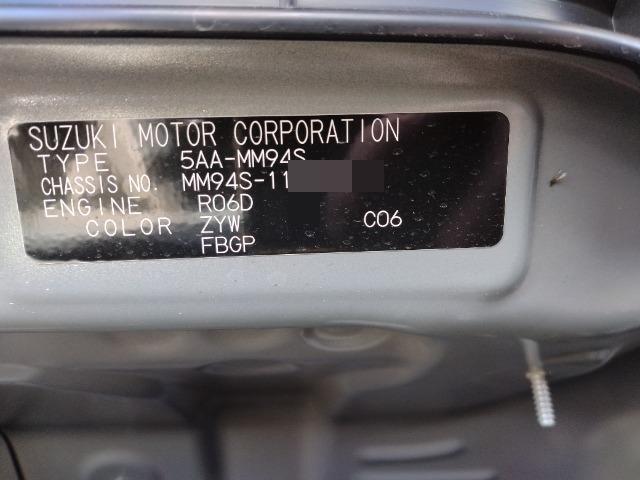 SUZUKI MOTOR CORPORATION
TYPE 5AA-MM94S
CHASSIS NO. MM94S-11
ENGINE R06D
COLOR ZYW C06
FBGP